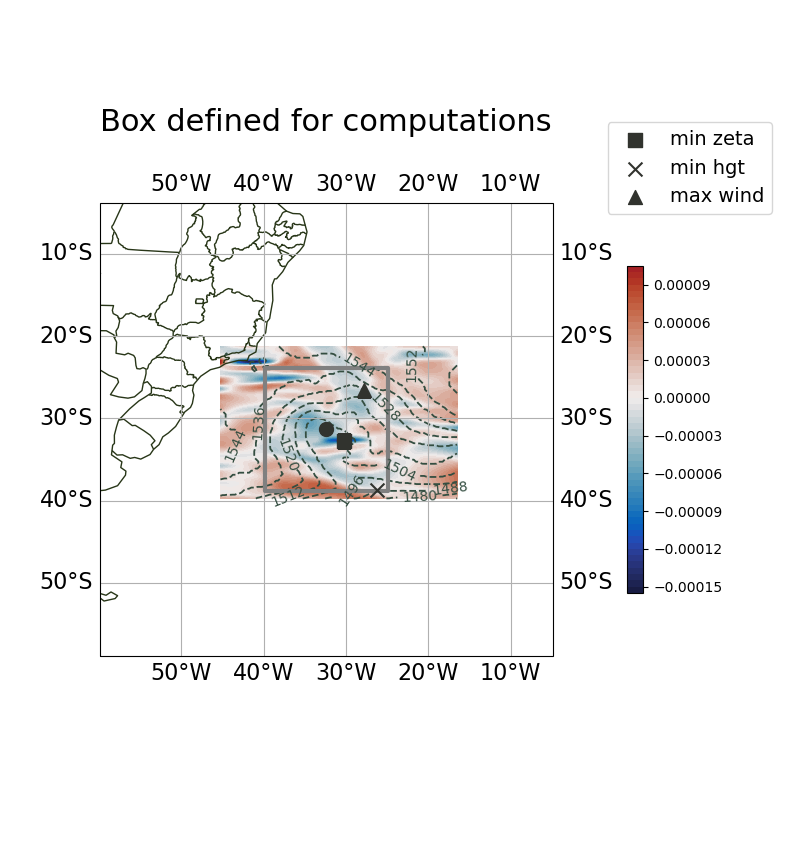 Box defined for computations
min zeta
min hgt
max wind
50°W 40°W 30°W 20°W 10°W
10°S 10°S
20°S 20°S
30°S 30°S
40°S 40°S
50°S 50°S
50°W 40°W 30°W 20°W 10°W
0.00009
0.00006
0.00003
0.00000
−0.00003
−0.00006
−0.00009
−0.00012
−0.00015
1544
1552
1528
1536
1544
1520
1504
1512
1496
1480
1488